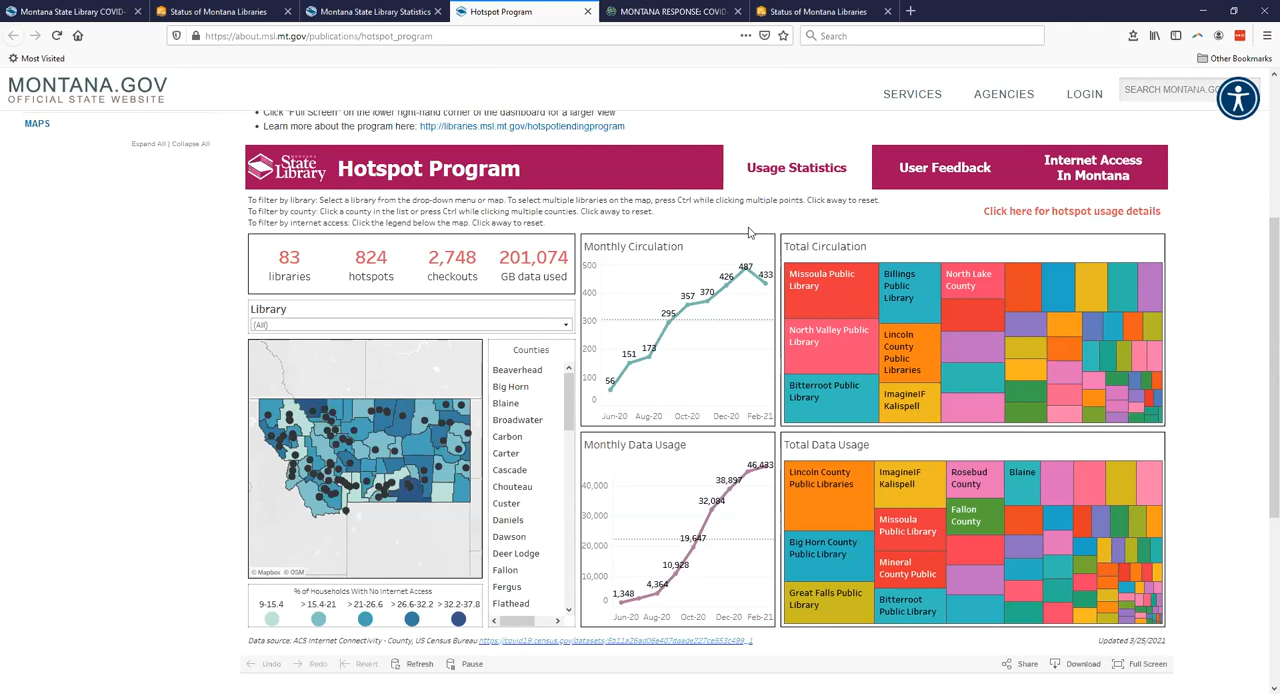 Montana State Library COVID-
Status of Montana Libraries
Montana State Library Statistics
Hotspot Program
MONTANA RESPONSE: COVID-
Status of Montana Libraries
https://about.msl.mt.gov/publications/hotspot_program
Search
Most Visited
Other Bookmarks
MONTANA.GOV
OFFICIAL STATE WEBSITE
SERVICES
AGENCIES
LOGIN
SEARCH MONTANA.GO
MAPS
Expand All | Collapse All
Click "Full Screen" on the lower right-hand corner of the dashboard for a larger view
Learn more about the program here: http://libraries.msl.mt.gov/hotspotlendingprogram
MONTANA
State Library
Hotspot Program
Usage Statistics
User Feedback
Internet Access
In Montana
To filter by library: Select a library from the drop-down menu or map. To select multiple libraries on the map, press Ctrl while clicking multiple points. Click away to reset.
To filter by county: Click a county in the list or press Ctrl while clicking multiple counties. Click away to reset.
To filter by internet access: Click the legend below the map. Click away to reset.
Click here for hotspot usage details
83 824 2,748 201,074
libraries hotspots checkouts GB data used
Library
(All)
© Mapbox © OSM
% of Households With No Internet Access
9-15.4 >15.4-21 >21-26.6 >26.6-32.2 >32.2-37.8
Counties
Beaverhead
Big Horn
Blaine
Broadwater
Carbon
Carter
Cascade
Chouteau
Custer
Daniels
Dawson
Deer Lodge
Fallon
Fergus
Flathead
Monthly Circulation
500
400
300
200
100
0
56
151
173
295
357
370
426
487
433
Jun-20 Aug-20 Oct-20 Dec-20 Feb-21
Monthly Data Usage
40,000
30,000
20,000
10,000
0
1,348
4,364
10,928
19,647
32,084
38,897
46,433
Jun-20 Aug-20 Oct-20 Dec-20 Feb-21
Total Circulation
Missoula Public
Library
North Valley Public
Library
Bitterroot Public
Library
Billings
Public
Library
Lincoln
County
Public
Libraries
ImagineIF
Kalispell
North Lake
County
Total Data Usage
Lincoln County
Public Libraries
Big Horn County
Public Library
Great Falls Public
Library
ImagineIF
Kalispell
Missoula
Public Library
Mineral
County Public
Bitterroot
Public Library
Rosebud
County
Fallon
County
Blaine
Data source: ACS Internet Connectivity - County, US Census Bureau https://covid19.census.gov/datasets/5b11a26ad06e407daade227ce553c499_1
Updated 3/25/2021
Undo Redo Revert Refresh Pause
Share Download Full Screen